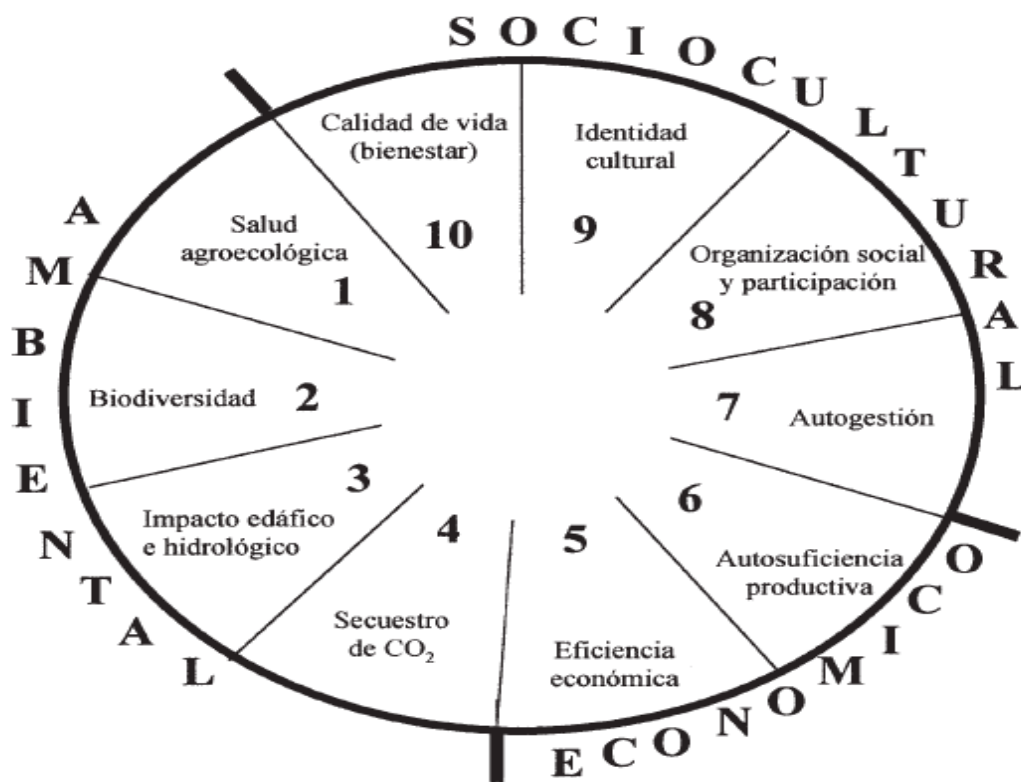 SOCIOCULTURAL
AMBIENTAL
ECONOMICO
Calidad de vida
(bienestar)
10
Identidad
cultural
9
Salud
agroecológica
1
Organización social
y participación
8
Biodiversidad
2
7
Autogestión
3
Impacto edáfico
e hidrológico
4
Secuestro
de CO₂
5
Eficiencia
económica
6
Autosuficiencia
productiva